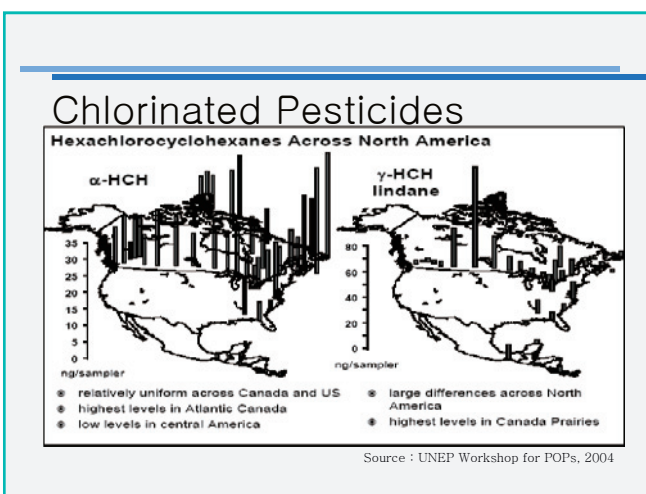 Chlorinated Pesticides
Hexachlorocyclohexanes Across North America
α-HCH
35
30
25
20
15
10
5
0
ng/sampler
◉ relatively uniform across Canada and US
◉ highest levels in Atlantic Canada
◉ low levels in central America
γ-HCH
lindane
80
60
40
20
0
ng/sampler
◉ large differences across North
America
◉ highest levels in Canada Prairies
Source : UNEP Workshop for POPs, 2004